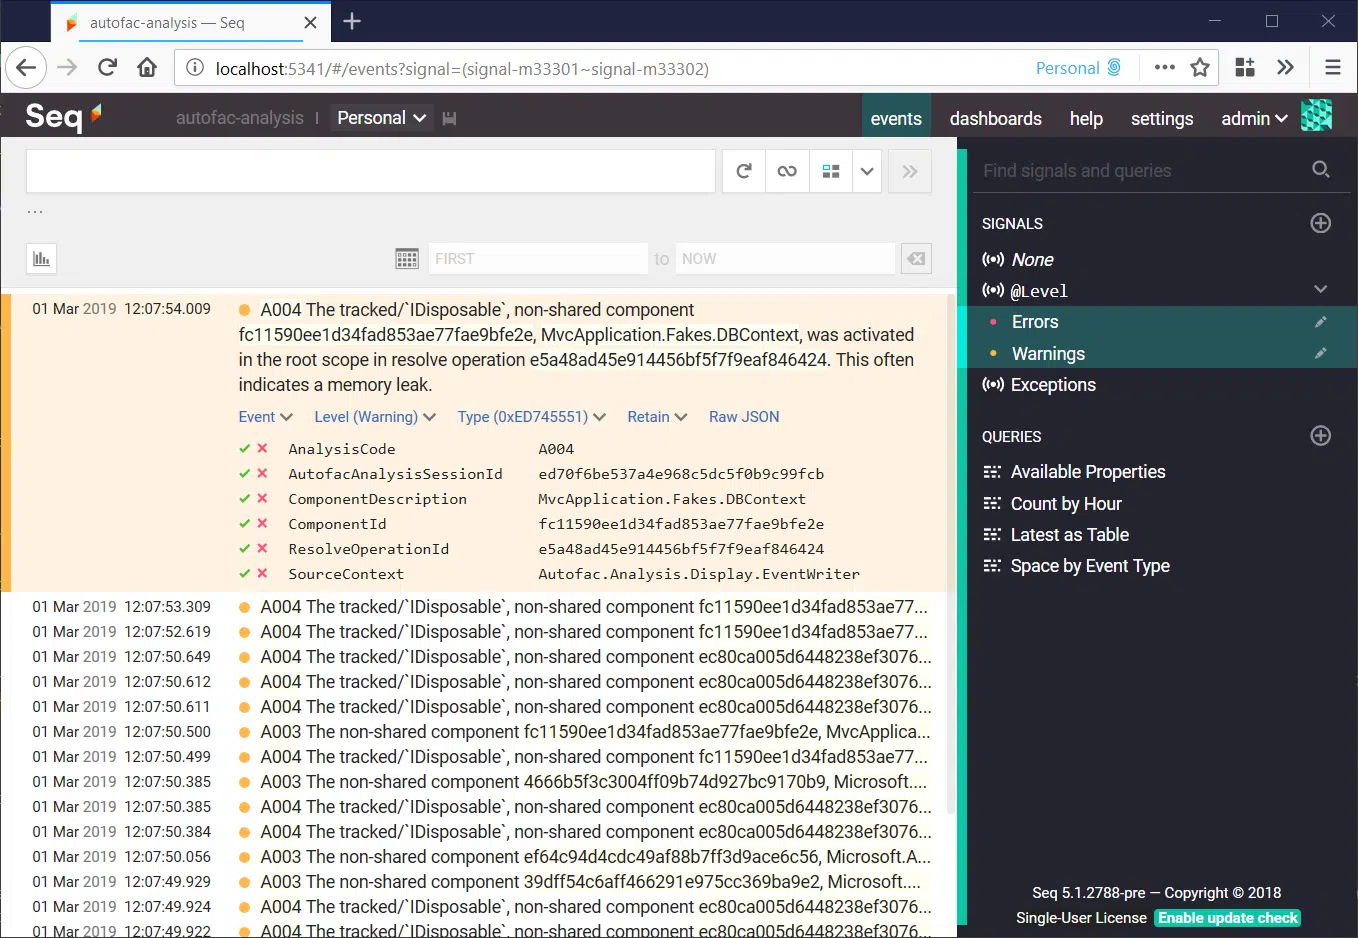 autofac-analysis — Seq
localhost:5341/#/events?signal=(signal-m33301~signal-m33302)
Personal
Seq
autofac-analysis | Personal
events dashboards help settings admin
...
FIRST to NOW
01 Mar 2019 12:07:54.009 A004 The tracked/`IDisposable`, non-shared component
fc11590ee1d34fad853ae77fae9bfe2e, MvcApplication.Fakes.DBContext, was activated
in the root scope in resolve operation e5a48ad45e914456bf5f7f9eaf846424. This often
indicates a memory leak.
Event Level (Warning) Type (0xED745551) Retain Raw JSON
AnalysisCode A004
AutofacAnalysisSessionId ed70f6be537a4e968c5dc5f0b9c99fcb
ComponentDescription MvcApplication.Fakes.DBContext
ComponentId fc11590ee1d34fad853ae77fae9bfe2e
ResolveOperationId e5a48ad45e914456bf5f7f9eaf846424
SourceContext Autofac.Analysis.Display.EventWriter
01 Mar 2019 12:07:53.309 A004 The tracked/`IDisposable`, non-shared component fc11590ee1d34fad853ae77...
01 Mar 2019 12:07:52.619 A004 The tracked/`IDisposable`, non-shared component fc11590ee1d34fad853ae77...
01 Mar 2019 12:07:50.649 A004 The tracked/`IDisposable`, non-shared component ec80ca005d6448238ef3076...
01 Mar 2019 12:07:50.612 A004 The tracked/`IDisposable`, non-shared component ec80ca005d6448238ef3076...
01 Mar 2019 12:07:50.611 A004 The tracked/`IDisposable`, non-shared component ec80ca005d6448238ef3076...
01 Mar 2019 12:07:50.500 A003 The non-shared component fc11590ee1d34fad853ae77fae9bfe2e, MvcApplica...
01 Mar 2019 12:07:50.499 A004 The tracked/`IDisposable`, non-shared component fc11590ee1d34fad853ae77...
01 Mar 2019 12:07:50.385 A003 The non-shared component 4666b5f3c3004ff09b74d927bc9170b9, Microsoft....
01 Mar 2019 12:07:50.385 A004 The tracked/`IDisposable`, non-shared component ec80ca005d6448238ef3076...
01 Mar 2019 12:07:50.384 A004 The tracked/`IDisposable`, non-shared component ec80ca005d6448238ef3076...
01 Mar 2019 12:07:50.056 A003 The non-shared component ef64c94d4cdc49af88b7ff3d9ace6c56, Microsoft.A...
01 Mar 2019 12:07:49.929 A003 The non-shared component 39dff54c6aff466291e975cc369ba9e2, Microsoft....
01 Mar 2019 12:07:49.924 A004 The tracked/`IDisposable`, non-shared component ec80ca005d6448238ef3076...
01 Mar 2019 12:07:49.922 A004 The tracked/`IDisposable`, non-shared component ec80ca005d6448238ef3076...
Find signals and queries
SIGNALS
None
@Level
Errors
Warnings
Exceptions
QUERIES
Available Properties
Count by Hour
Latest as Table
Space by Event Type
Seq 5.1.2788-pre — Copyright © 2018
Single-User License Enable update check